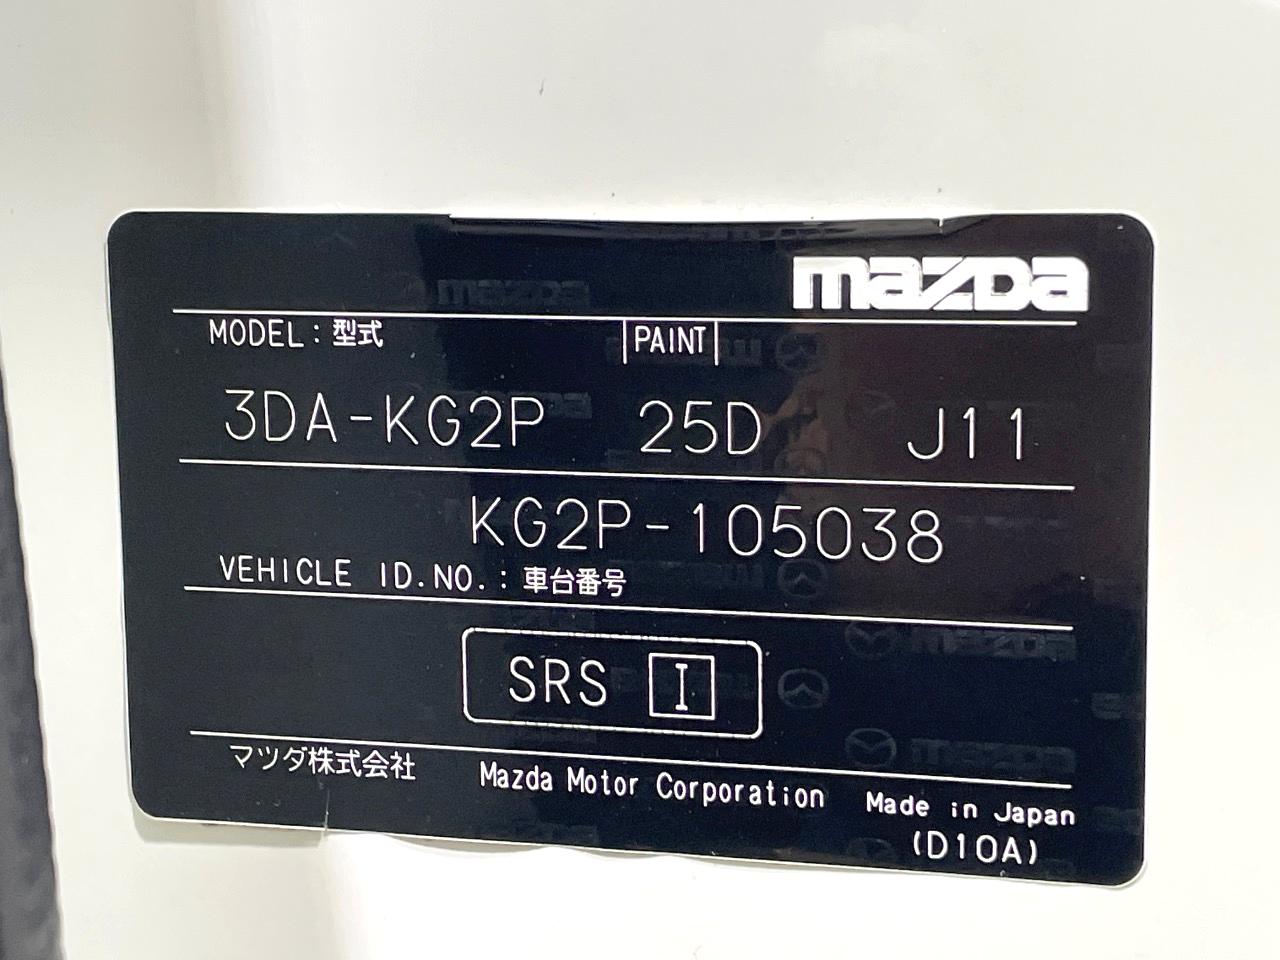 mazda
MODEL：型式 PAINT
3DA-KG2P 25D J11
KG2P-105038
VEHICLE ID.NO.：車台番号
SRS I
マツダ株式会社 Mazda Motor Corporation Made in Japan
(D10A)